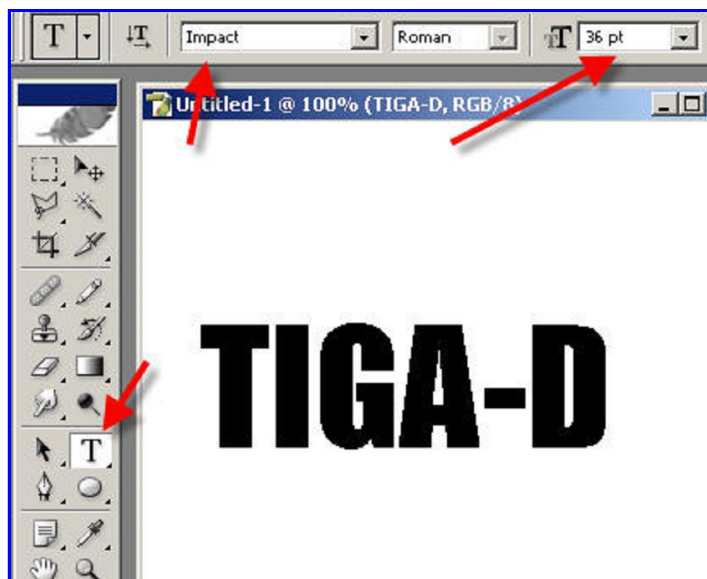 T T Impact Roman T 36 pt
Untitled-1 @ 100% (TIGA-D, RGB/8)
TIGA-D
T